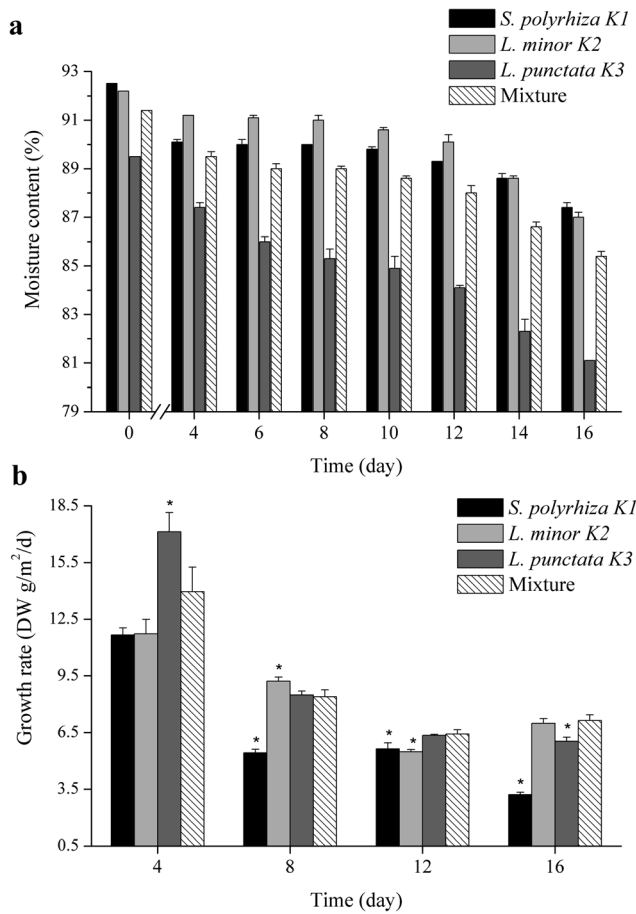 a
S. polyrhiza K1
L. minor K2
L. punctata K3
Mixture
93
91
89
87
85
83
81
79
Moisture content (%)
0 4 6 8 10 12 14 16
Time (day)
b
S. polyrhiza K1
L. minor K2
L. punctata K3
Mixture
18.5
15.5
12.5
9.5
6.5
3.5
0.5
Growth rate (DW g/m²/d)
* * * * * * *
4 8 12 16
Time (day)